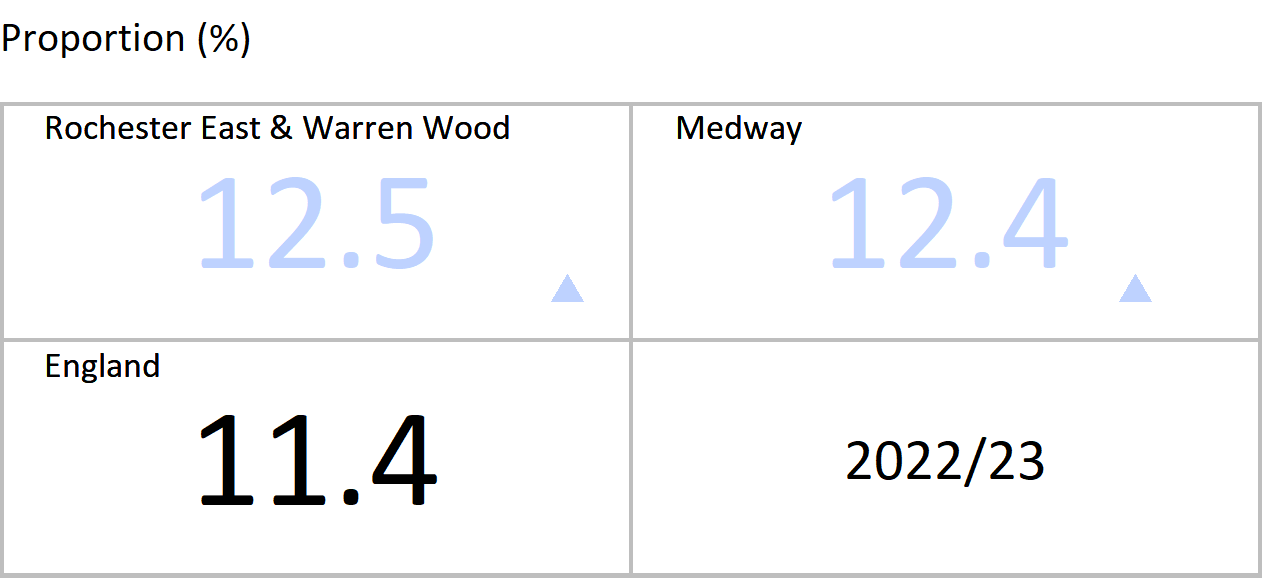 Proportion (%)
Rochester East & Warren Wood
12.5
Medway
12.4
England
11.4
2022/23